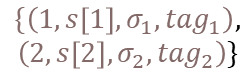 {(1, s[1], σ₁, tag₁),
(2, s[2], σ₂, tag₂)}